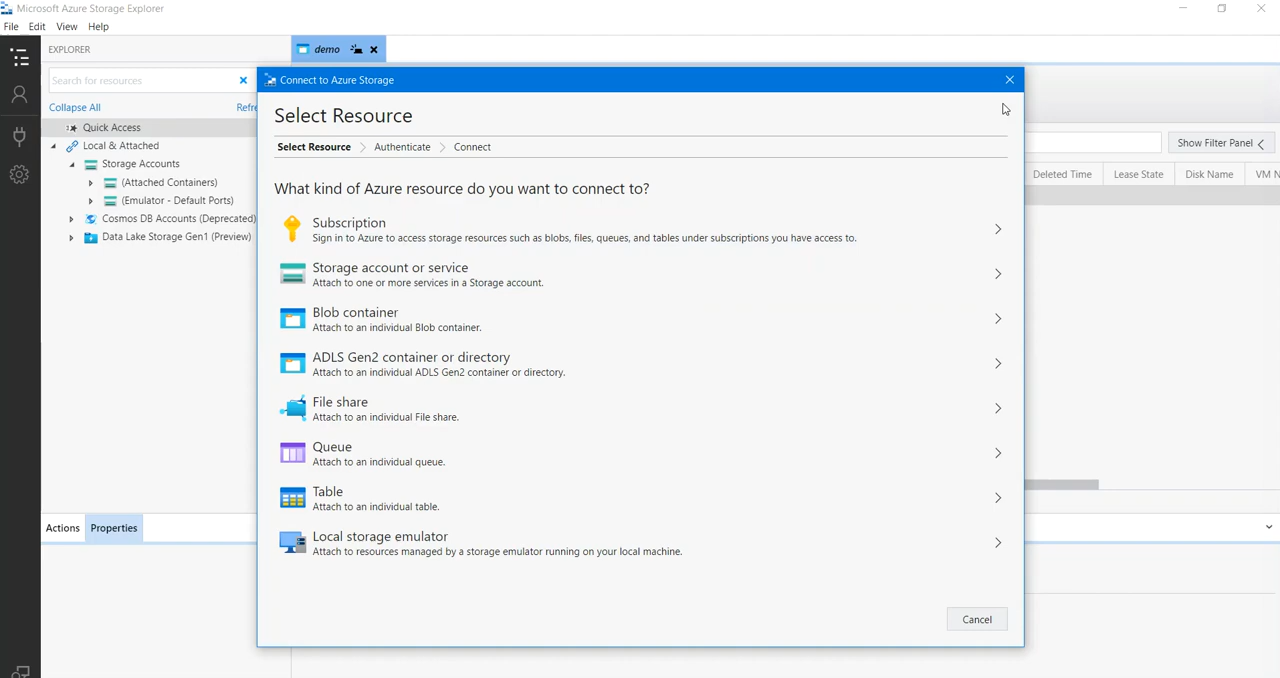 Microsoft Azure Storage Explorer
File Edit View Help
EXPLORER
demo
Search for resources
Collapse All
Quick Access
Local & Attached
Storage Accounts
(Attached Containers)
(Emulator - Default Ports)
Cosmos DB Accounts (Deprecated)
Data Lake Storage Gen1 (Preview)
Actions Properties
Connect to Azure Storage
Select Resource
Select Resource Authenticate Connect
What kind of Azure resource do you want to connect to?
Subscription
Sign in to Azure to access storage resources such as blobs, files, queues, and tables under subscriptions you have access to.
Storage account or service
Attach to one or more services in a Storage account.
Blob container
Attach to an individual Blob container.
ADLS Gen2 container or directory
Attach to an individual ADLS Gen2 container or directory.
File share
Attach to an individual File share.
Queue
Attach to an individual queue.
Table
Attach to an individual table.
Local storage emulator
Attach to resources managed by a storage emulator running on your local machine.
Cancel
Show Filter Panel
Deleted Time Lease State Disk Name VM